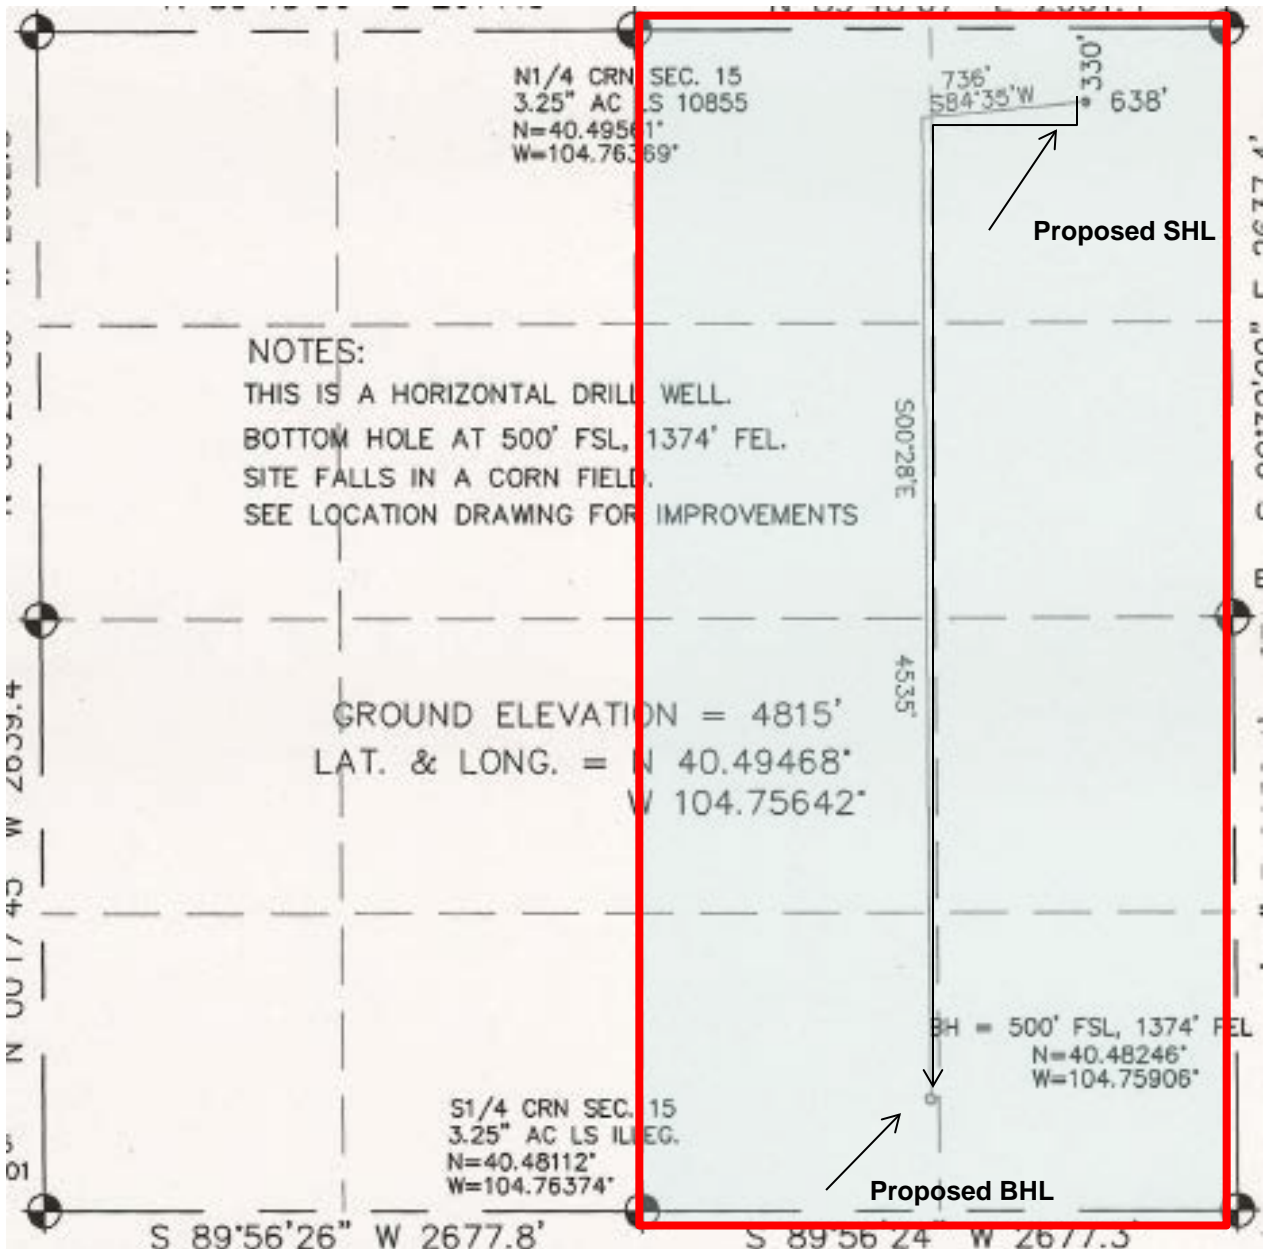 N1/4 CRN SEC. 15
3.25" AC LS 10855
N=40.49561°
W=104.76369°
736'
S84°35'W
330'
638'
Proposed SHL
NOTES:
THIS IS A HORIZONTAL DRILL WELL.
BOTTOM HOLE AT 500' FSL, 1374' FEL.
SITE FALLS IN A CORN FIELD.
SEE LOCATION DRAWING FOR IMPROVEMENTS
S00°28'E
4535'
GROUND ELEVATION = 4815'
LAT. & LONG. = N 40.49468°
W 104.75642°
W 2639.4
BH = 500' FSL, 1374' FEL
N=40.48246°
W=104.75906°
S1/4 CRN SEC. 15
3.25" AC LS ILLEG.
N=40.48112°
W=104.76374°
Proposed BHL
S 89°56'26" W 2677.8'
S 89°56'24" W 2677.3'